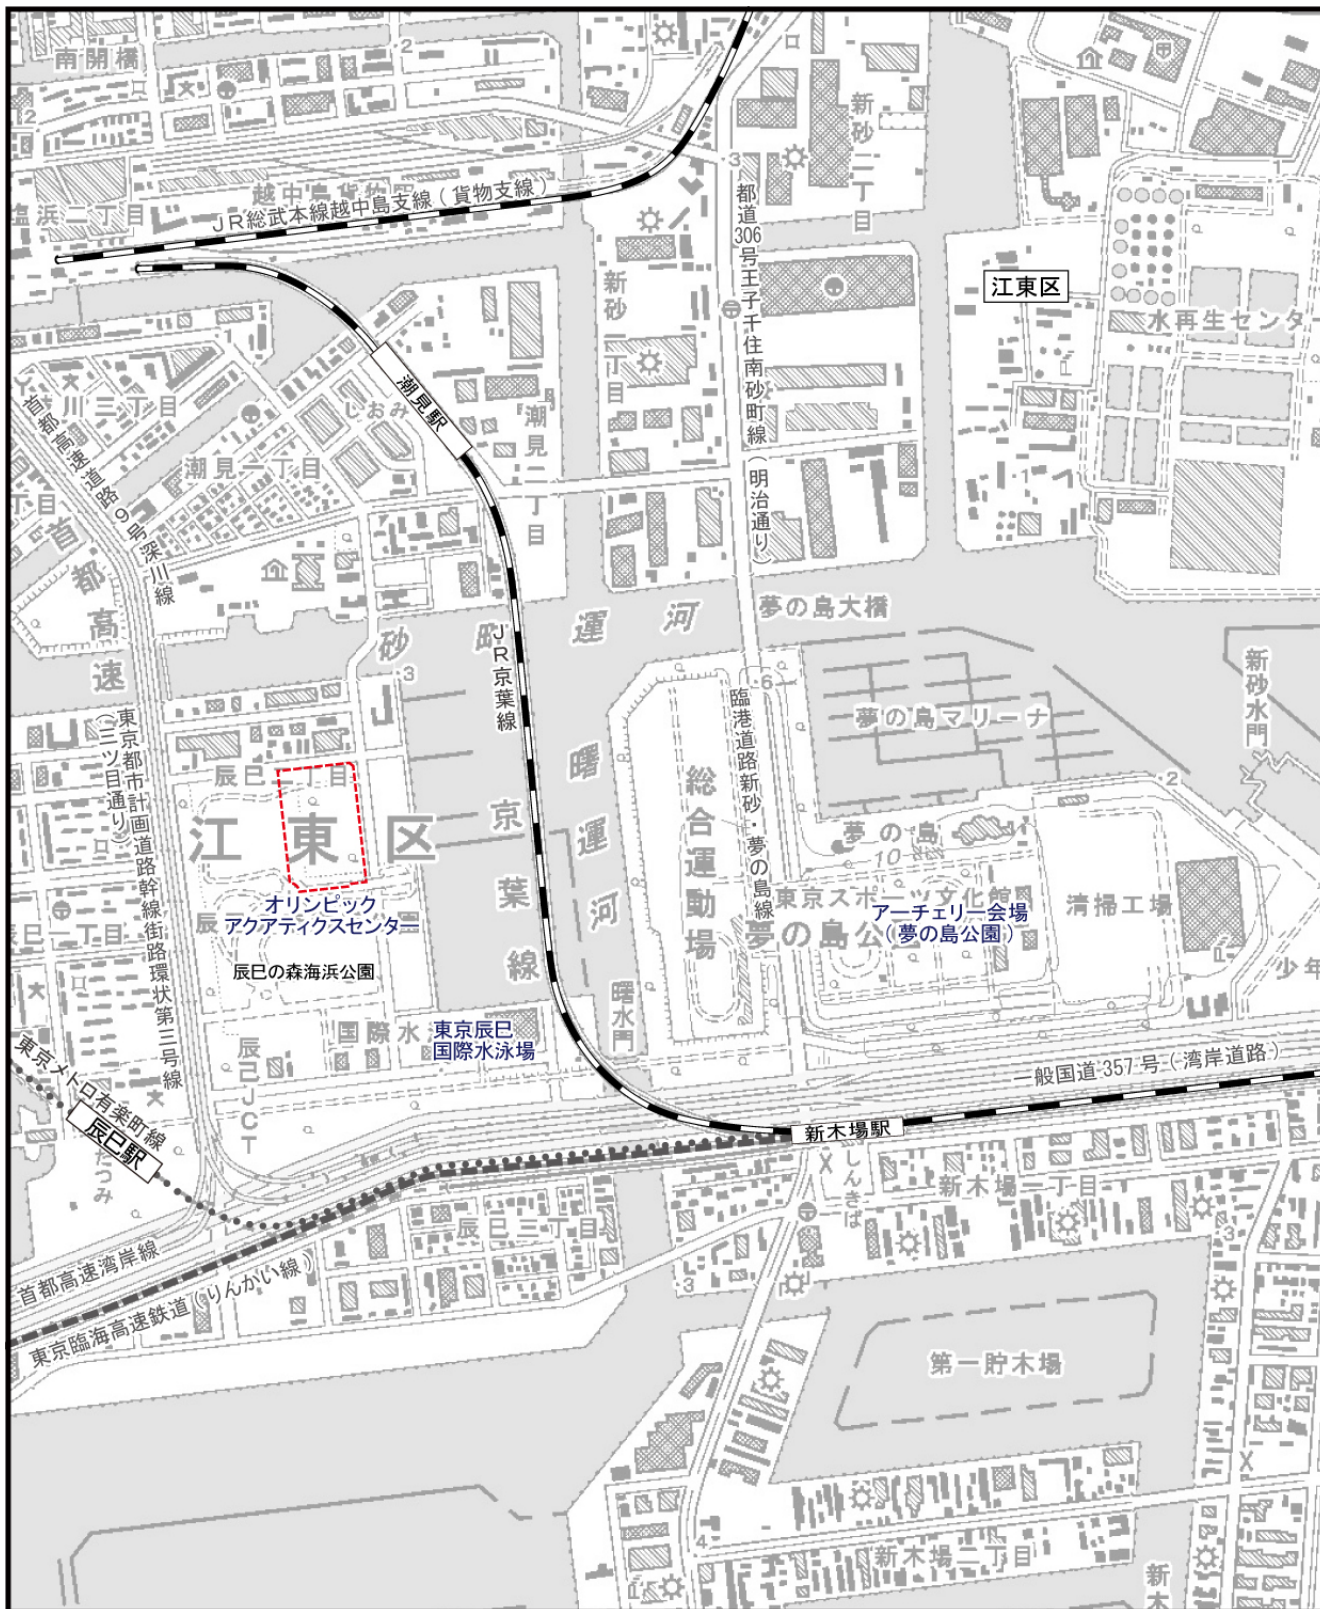 南開橋
越中島貨物
JR総武本線越中島支線(貨物支線)
塩浜二丁目
新砂二丁目
都道306号王子千住南砂町線(明治通り)
江東区
水再生センター
新砂一丁目
潮見駅
しおみ
潮見一丁目
潮見二丁目
首都高速道路9号深川線
首都高速
砂町運河
夢の島大橋
JR京葉線
京葉線
曙運河
曙水門
新砂水門
夢の島マリーナ
臨港道路新砂・夢の島線
総合運動場
夢の島
10
東京スポーツ文化館
夢の島公
アーチェリー会場
(夢の島公園)
清掃工場
少年
東京都市計画道路幹線街路環状第三号線
(三ツ目通り)
辰巳二丁目
江東区
オリンピック
アクアティクスセンター
辰
辰巳の森海浜公園
辰巳一丁目
国際水
東京辰巳
国際水泳場
辰巳JCT
一般国道357号(湾岸道路)
東京メトロ有楽町線
辰巳駅
たつみ
新木場駅
しんきば
新木場一丁目
辰巳三丁目
首都高速湾岸線
東京臨海高速鉄道(りんかい線)
第一貯木場
新木場二丁目
新木